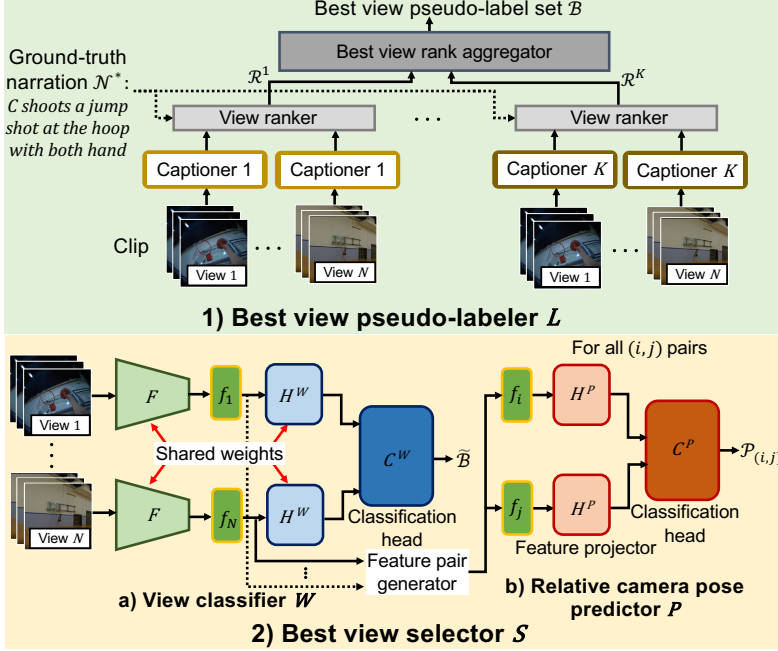 Best view pseudo-label set ℬ
Best view rank aggregator
Ground-truth
narration 𝒩*:
C shoots a jump
shot at the hoop
with both hand
ℛ¹
ℛᴷ
View ranker
. . .
View ranker
Captioner 1
Captioner 1
Captioner K
Captioner K
Clip
View 1
. . .
View N
View 1
. . .
View N
1) Best view pseudo-labeler L
View 1
F
f₁
Hᵂ
Shared weights
Cᵂ
ℬ̃
View N
F
f_N
Hᵂ
Classification
head
Feature pair
generator
a) View classifier W
For all (i, j) pairs
f_i
Hᴾ
Cᴾ
𝒫_(i,j)
f_j
Hᴾ
Feature projector
Classification
head
b) Relative camera pose
predictor P
2) Best view selector S